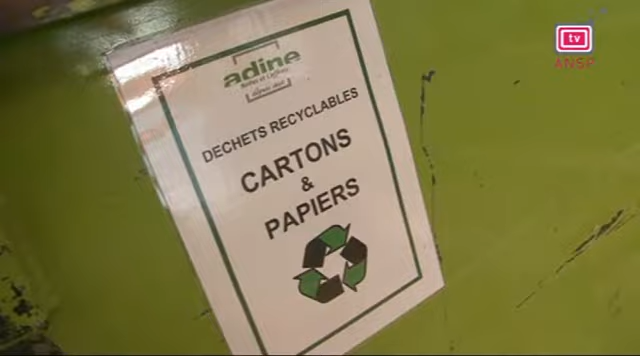 tv
ANSP
adine
DECHETS RECYCLABLES
CARTONS
&
PAPIERS